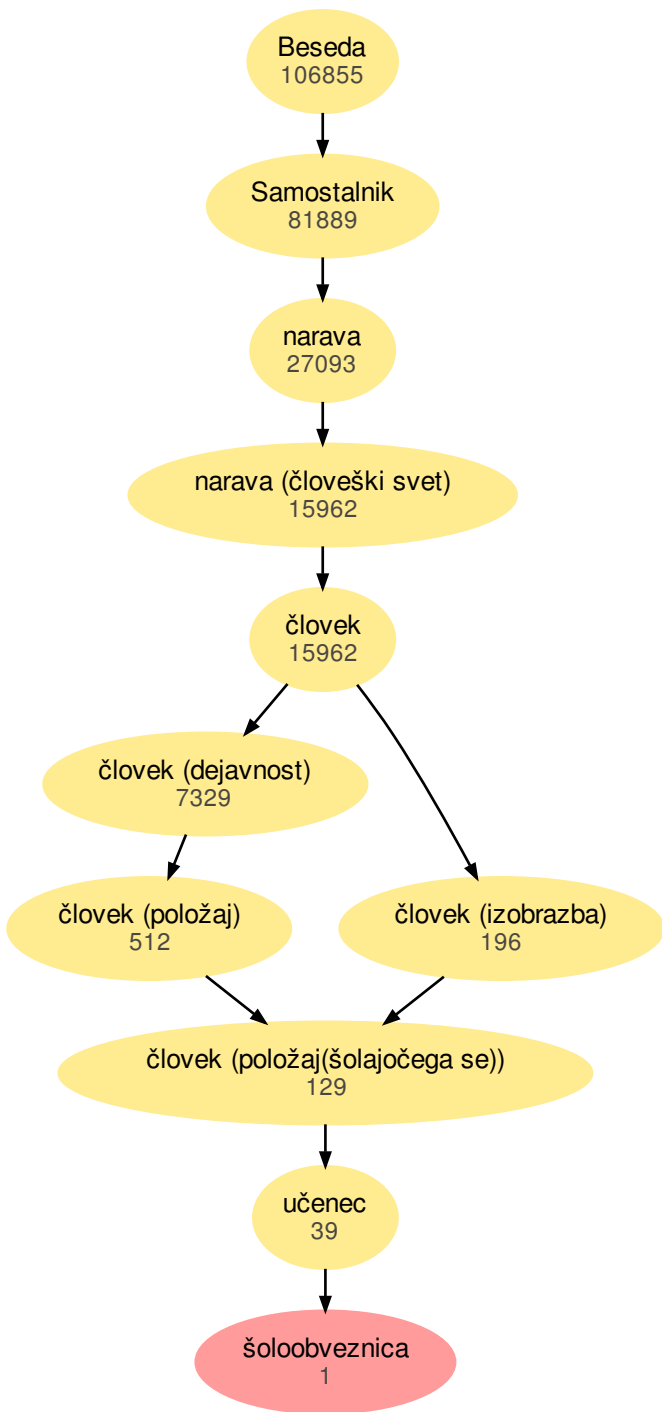 Beseda
106855
Samostalnik
81889
narava
27093
narava (človeški svet)
15962
človek
15962
človek (dejavnost)
7329
človek (položaj)
512
človek (izobrazba)
196
človek (položaj(šolajočega se))
129
učenec
39
šoloobveznica
1